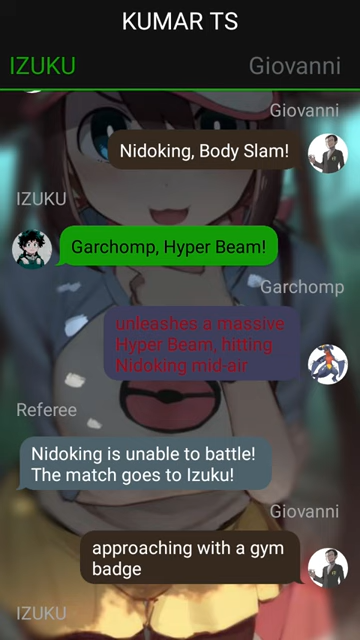 KUMAR TS
IZUKU
Giovanni
Giovanni
Nidoking, Body Slam!
IZUKU
Garchomp, Hyper Beam!
Garchomp
unleashes a massive
Hyper Beam, hitting
Nidoking mid-air
Referee
Nidoking is unable to battle!
The match goes to Izuku!
Giovanni
approaching with a gym
badge
IZUKU